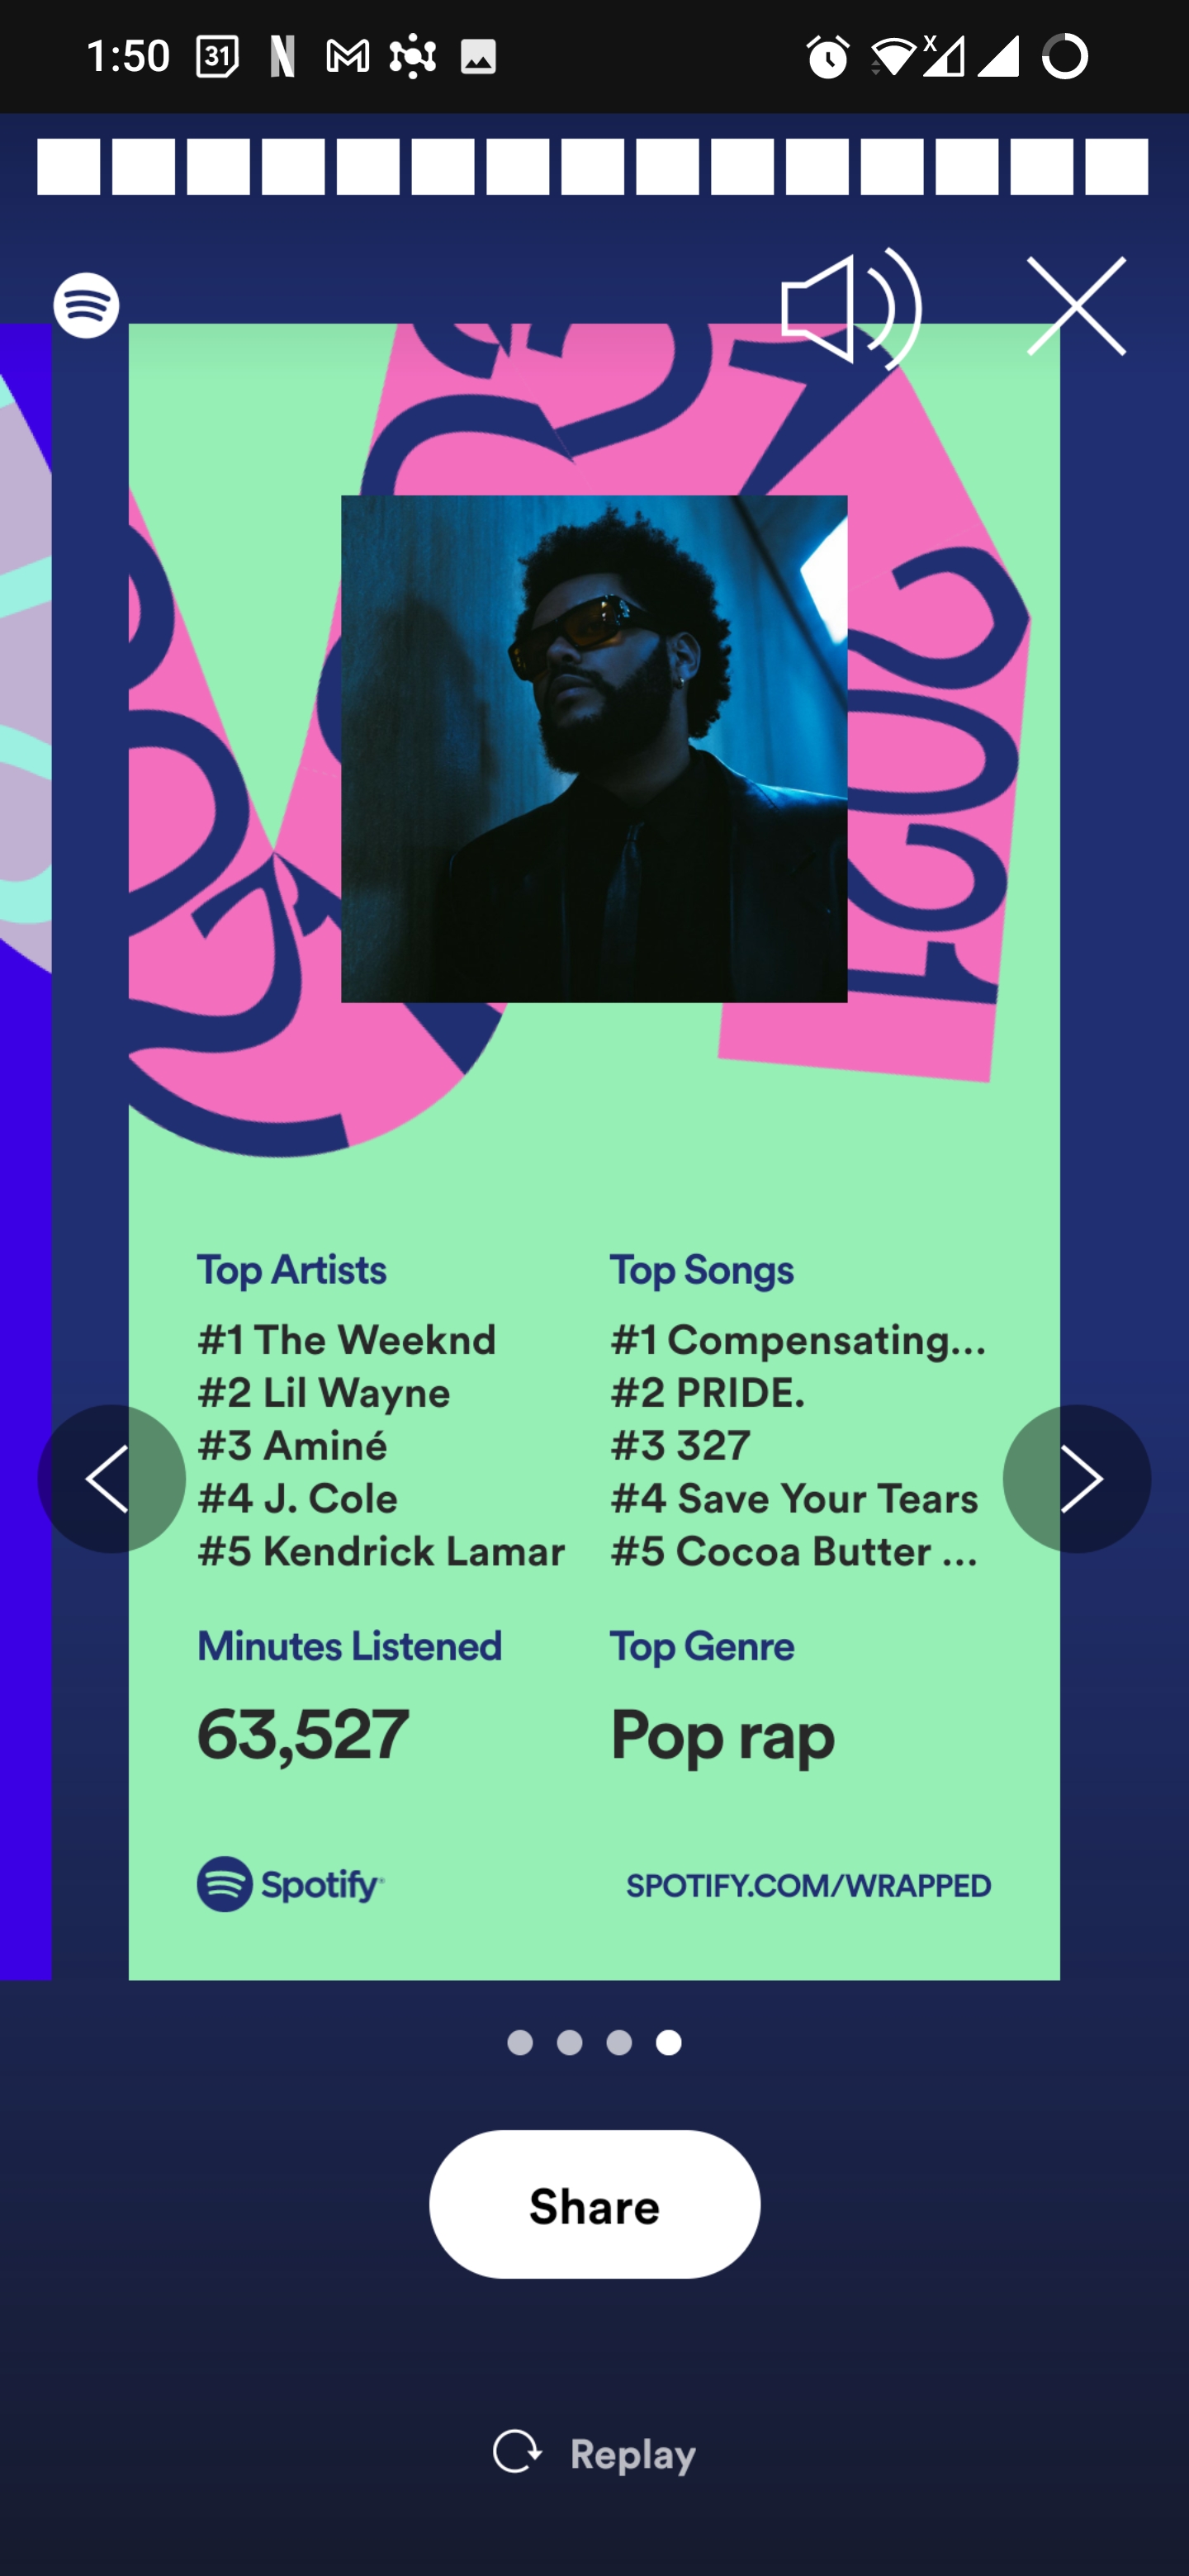 1:50
31
2021
Top Artists
#1 The Weeknd
#2 Lil Wayne
#3 Aminé
#4 J. Cole
#5 Kendrick Lamar
Top Songs
#1 Compensating...
#2 PRIDE.
#3 327
#4 Save Your Tears
#5 Cocoa Butter ...
Minutes Listened
63,527
Top Genre
Pop rap
Spotify
SPOTIFY.COM/WRAPPED
Share
Replay